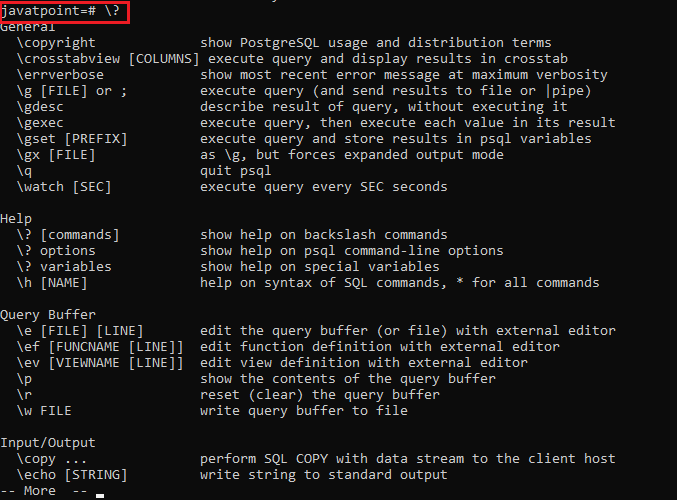 javatpoint=# \?
General
  \copyright             show PostgreSQL usage and distribution terms
  \crosstabview [COLUMNS] execute query and display results in crosstab
  \errverbose            show most recent error message at maximum verbosity
  \g [FILE] or ;         execute query (and send results to file or |pipe)
  \gdesc                 describe result of query, without executing it
  \gexec                 execute query, then execute each value in its result
  \gset [PREFIX]         execute query and store results in psql variables
  \gx [FILE]             as \g, but forces expanded output mode
  \q                     quit psql
  \watch [SEC]           execute query every SEC seconds

Help
  \? [commands]          show help on backslash commands
  \? options             show help on psql command-line options
  \? variables           show help on special variables
  \h [NAME]              help on syntax of SQL commands, * for all commands

Query Buffer
  \e [FILE] [LINE]       edit the query buffer (or file) with external editor
  \ef [FUNCNAME [LINE]]  edit function definition with external editor
  \ev [VIEWNAME [LINE]]  edit view definition with external editor
  \p                     show the contents of the query buffer
  \r                     reset (clear) the query buffer
  \w FILE                write query buffer to file

Input/Output
  \copy ...              perform SQL COPY with data stream to the client host
  \echo [STRING]         write string to standard output
-- More  --